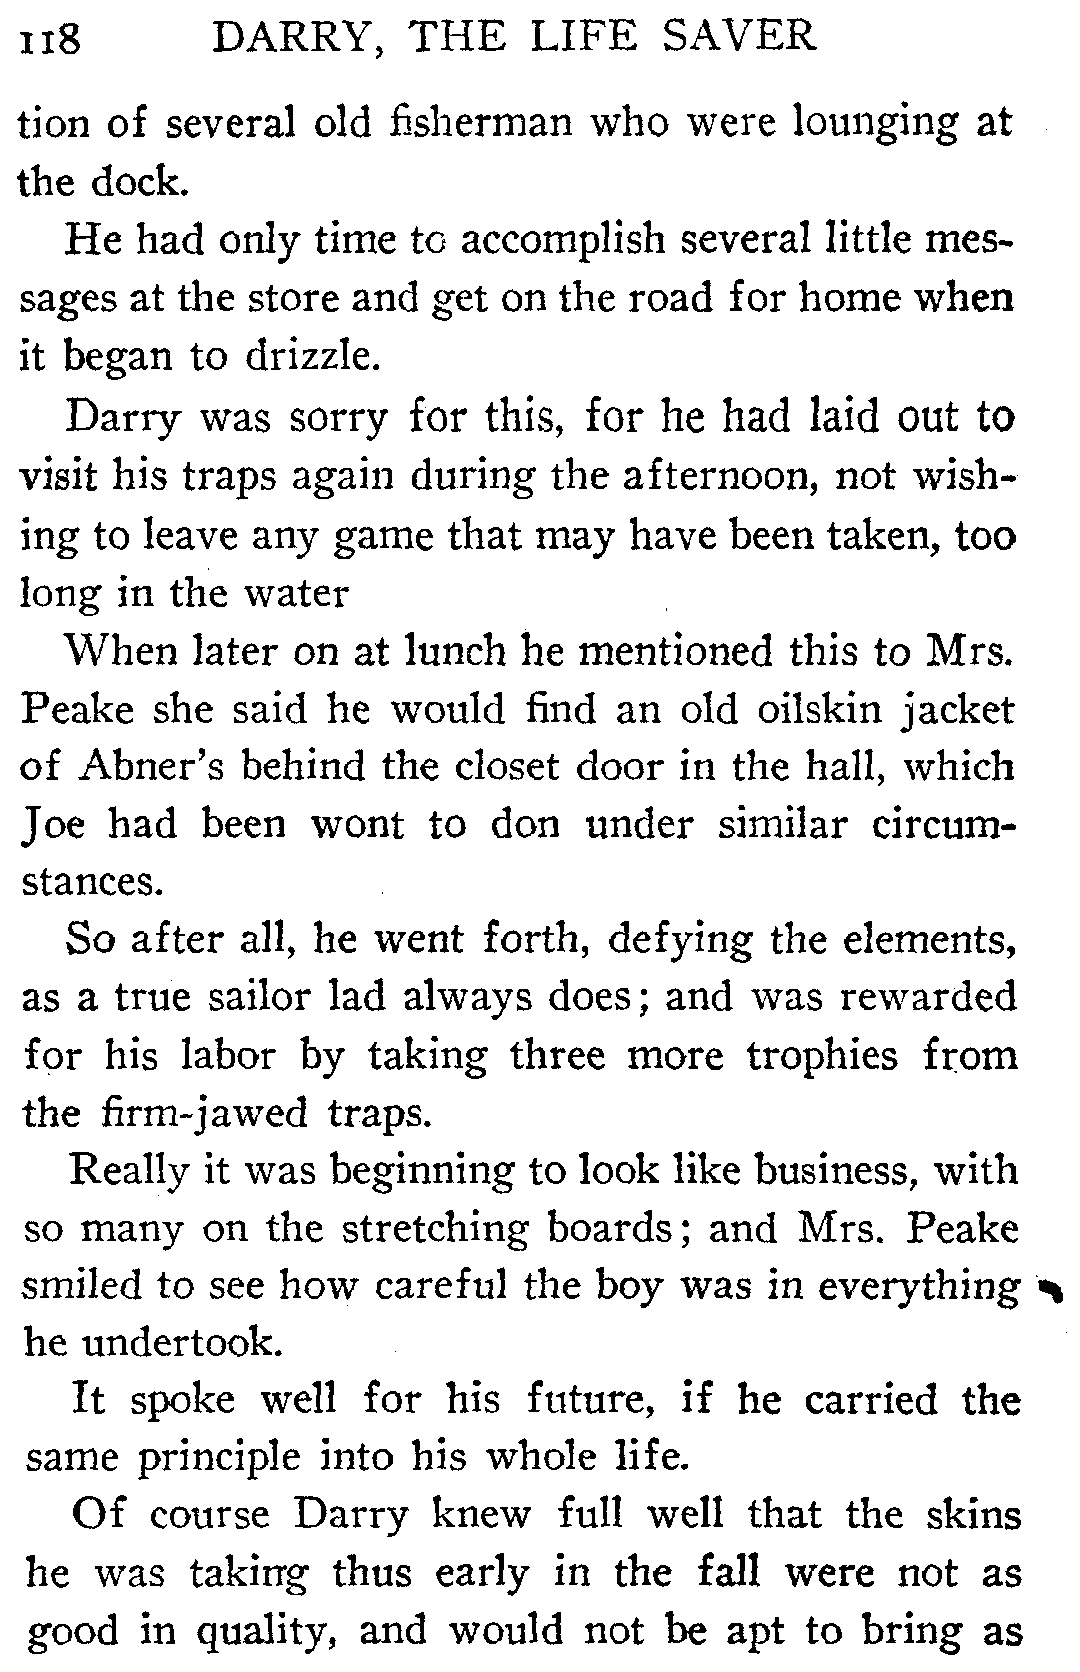 118 DARRY, THE LIFE SAVER
tion of several old fisherman who were lounging at
the dock.
He had only time to accomplish several little mes-
sages at the store and get on the road for home when
it began to drizzle.
Darry was sorry for this, for he had laid out to
visit his traps again during the afternoon, not wish-
ing to leave any game that may have been taken, too
long in the water
When later on at lunch he mentioned this to Mrs.
Peake she said he would find an old oilskin jacket
of Abner's behind the closet door in the hall, which
Joe had been wont to don under similar circum-
stances.
So after all, he went forth, defying the elements,
as a true sailor lad always does; and was rewarded
for his labor by taking three more trophies from
the firm-jawed traps.
Really it was beginning to look like business, with
so many on the stretching boards; and Mrs. Peake
smiled to see how careful the boy was in everything
he undertook.
It spoke well for his future, if he carried the
same principle into his whole life.
Of course Darry knew full well that the skins
he was taking thus early in the fall were not as
good in quality, and would not be apt to bring as